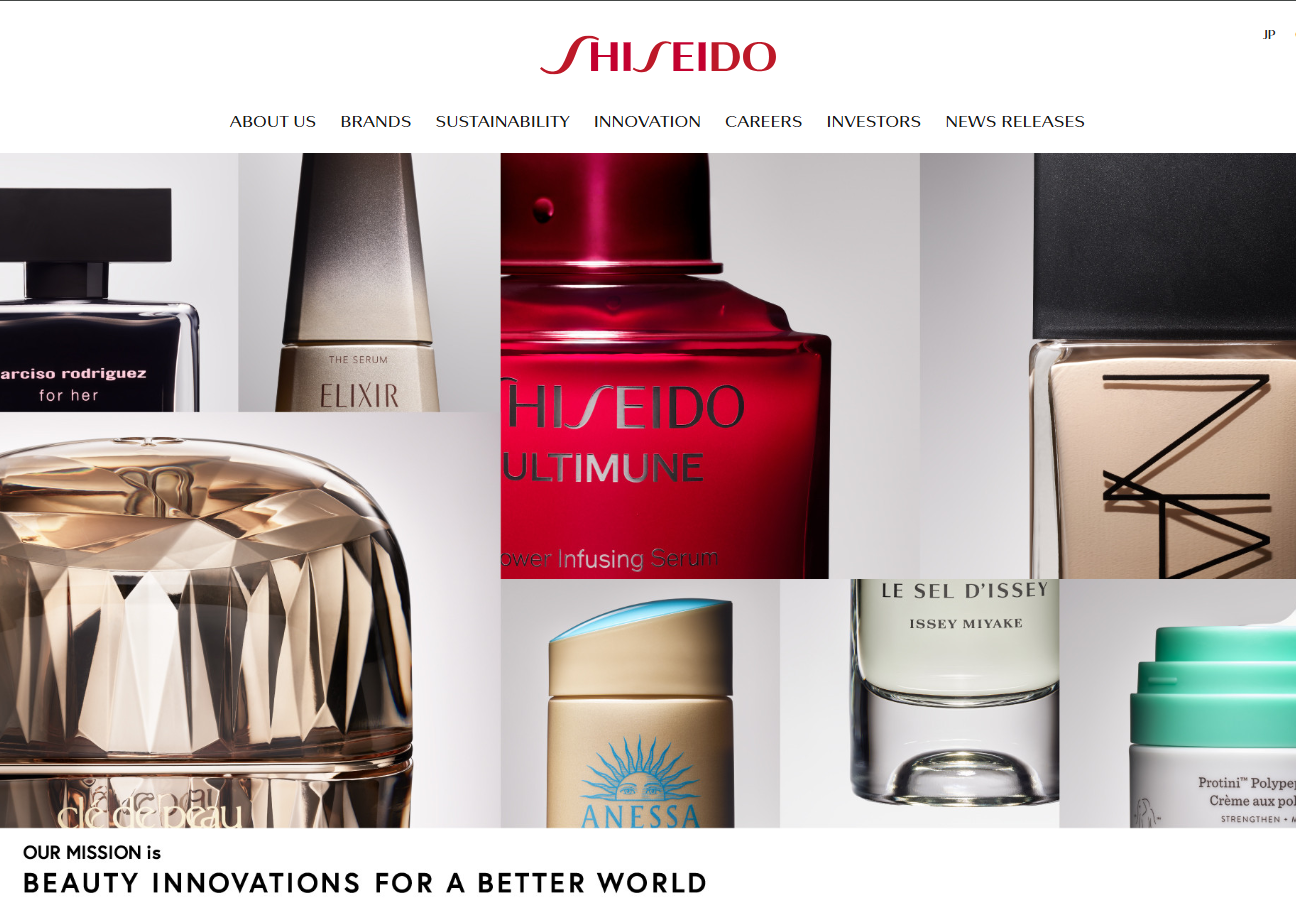 SHISEIDO
JP
ABOUT US BRANDS SUSTAINABILITY INNOVATION CAREERS INVESTORS NEWS RELEASES
arciso rodriguez
for her
THE SERUM
ELIXIR
HISEIDO
ULTIMUNE
ower Infusing Serum
NA
clé de peau
ANESSA
LE SEL D'ISSEY
ISSEY MIYAKE
Protini™ Polypep
Crème aux pol
STRENGTHEN • M
OUR MISSION is
BEAUTY INNOVATIONS FOR A BETTER WORLD